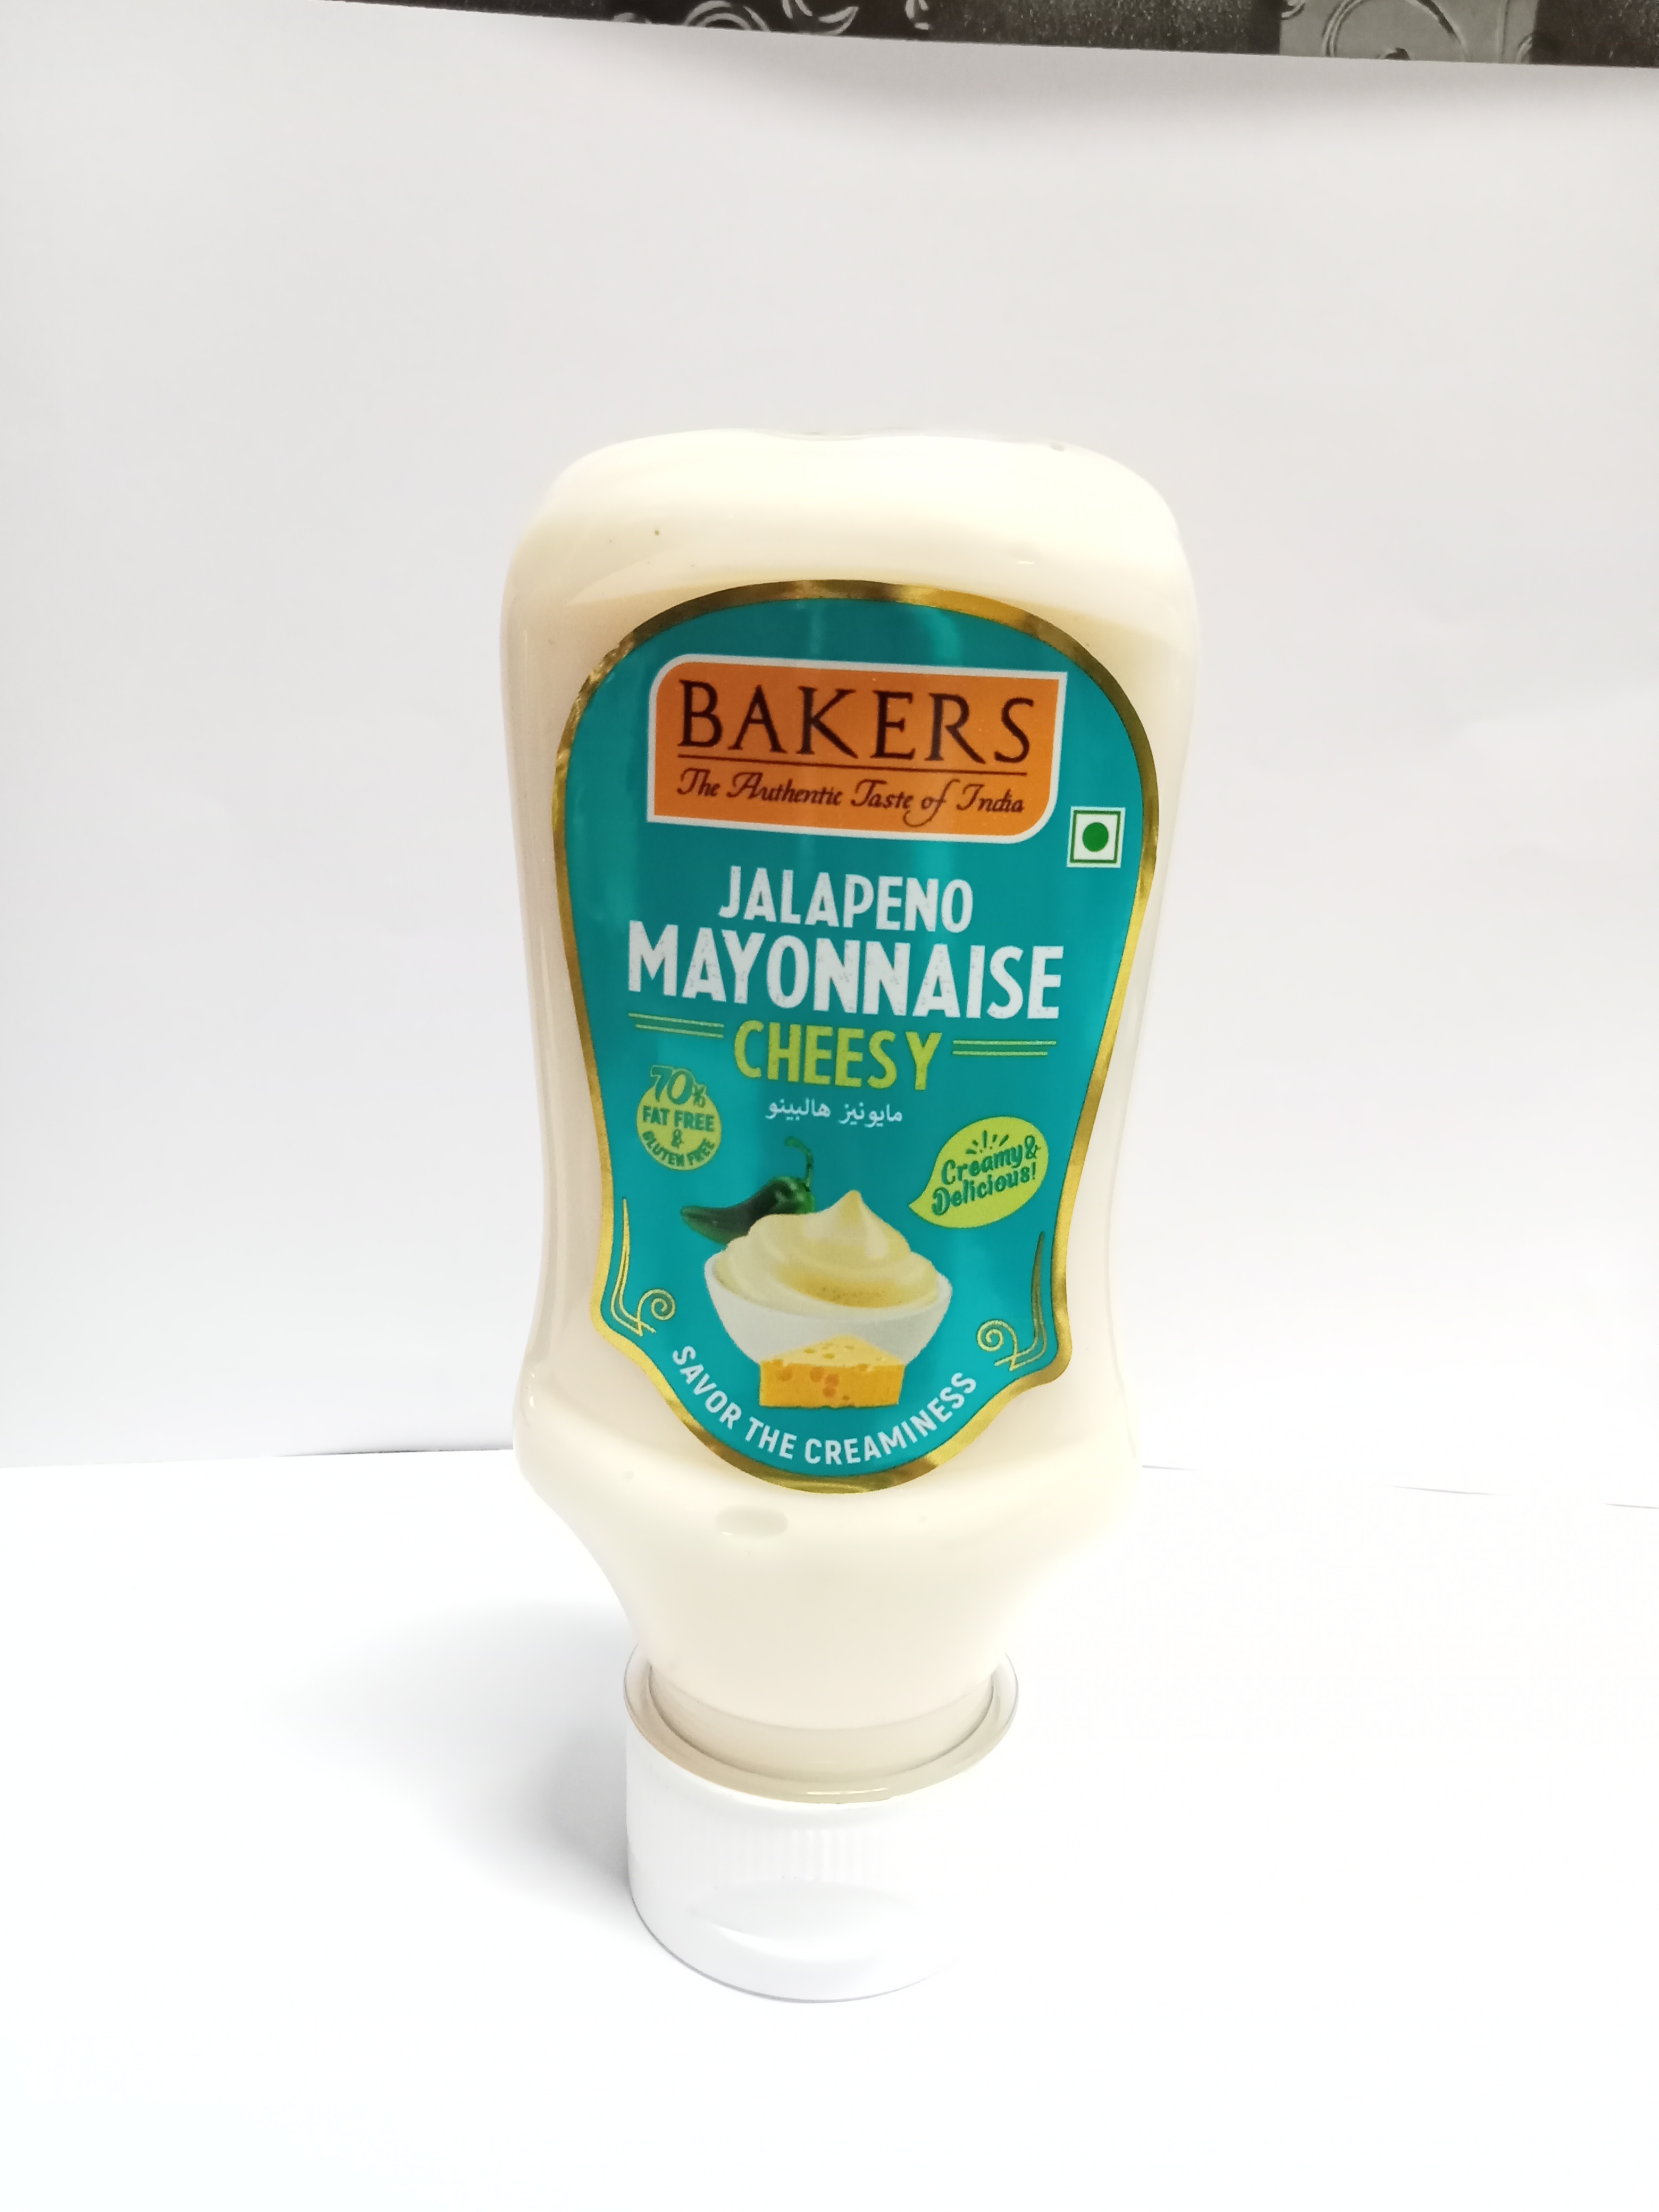 BAKERS
The Authentic Taste of India
JALAPENO
MAYONNAISE
CHEESY
مايونيز هالبينو
70%
FAT FREE
&
GLUTEN FREE
Creamy&
Delicious!
SAVOR THE CREAMINESS